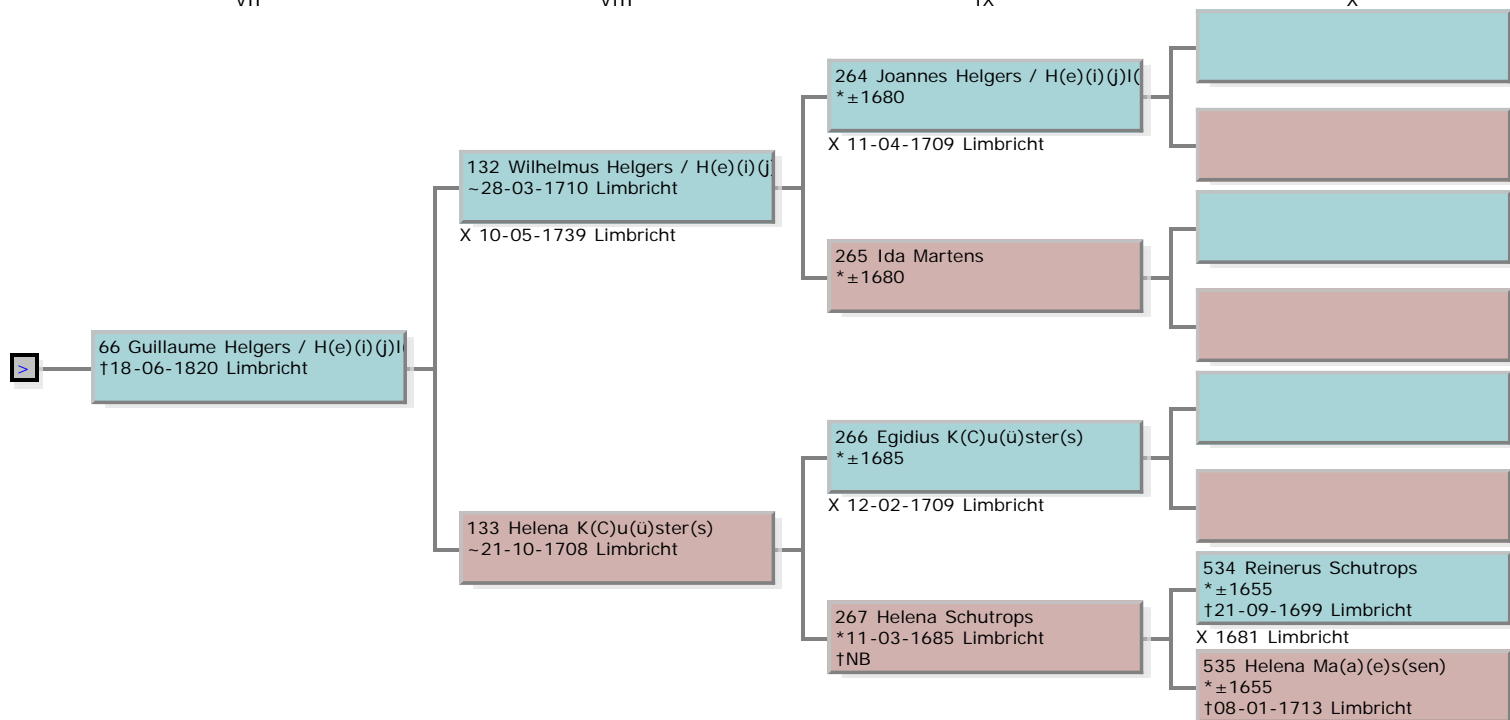 VII
VIII
IX
X
264 Joannes Helgers / H(e)(i)(j)l(
*±1680
X 11-04-1709 Limbricht
132 Wilhelmus Helgers / H(e)(i)(j)
~28-03-1710 Limbricht
X 10-05-1739 Limbricht
265 Ida Martens
*±1680
66 Guillaume Helgers / H(e)(i)(j)l(
†18-06-1820 Limbricht
>
266 Egidius K(C)u(ü)ster(s)
*±1685
X 12-02-1709 Limbricht
133 Helena K(C)u(ü)ster(s)
~21-10-1708 Limbricht
267 Helena Schutrops
*11-03-1685 Limbricht
†NB
534 Reinerus Schutrops
*±1655
†21-09-1699 Limbricht
X 1681 Limbricht
535 Helena Ma(a)(e)s(sen)
*±1655
†08-01-1713 Limbricht